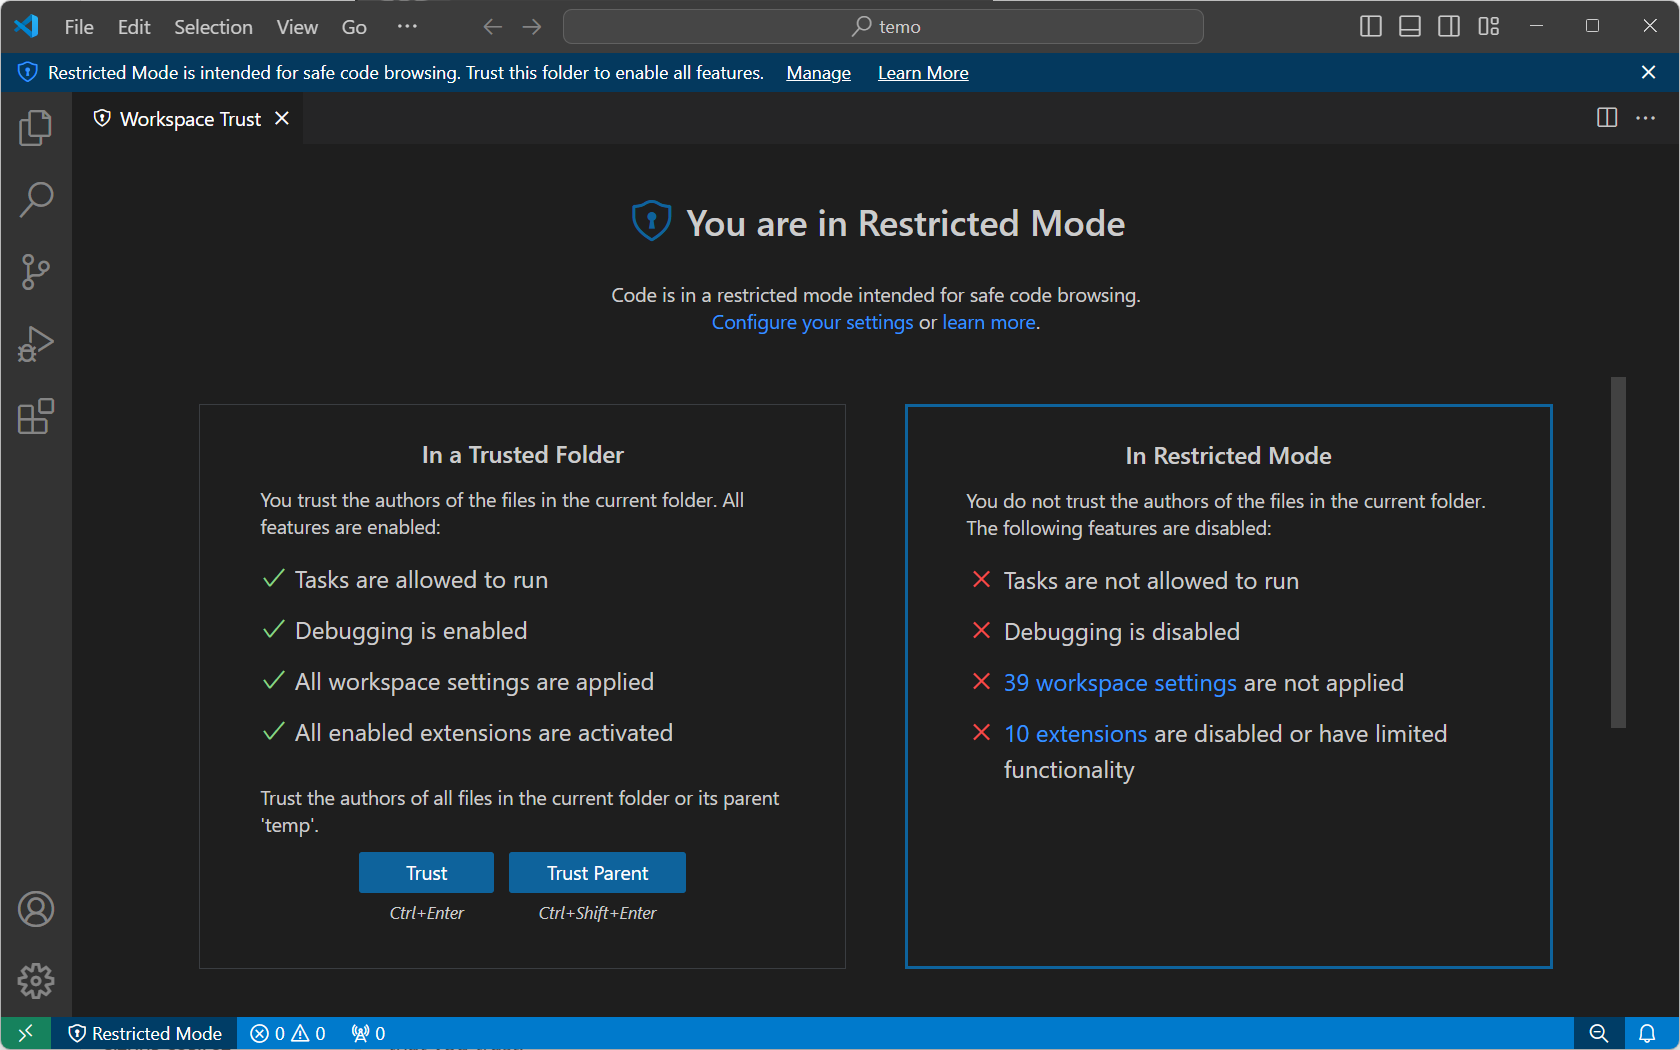 File Edit Selection View Go ··· temo
Restricted Mode is intended for safe code browsing. Trust this folder to enable all features. Manage Learn More
Workspace Trust
You are in Restricted Mode
Code is in a restricted mode intended for safe code browsing.
Configure your settings or learn more.
In a Trusted Folder
You trust the authors of the files in the current folder. All
features are enabled:
Tasks are allowed to run
Debugging is enabled
All workspace settings are applied
All enabled extensions are activated
Trust the authors of all files in the current folder or its parent
'temp'.
Trust Trust Parent
Ctrl+Enter Ctrl+Shift+Enter
In Restricted Mode
You do not trust the authors of the files in the current folder.
The following features are disabled:
Tasks are not allowed to run
Debugging is disabled
39 workspace settings are not applied
10 extensions are disabled or have limited
functionality
Restricted Mode 0 0 0